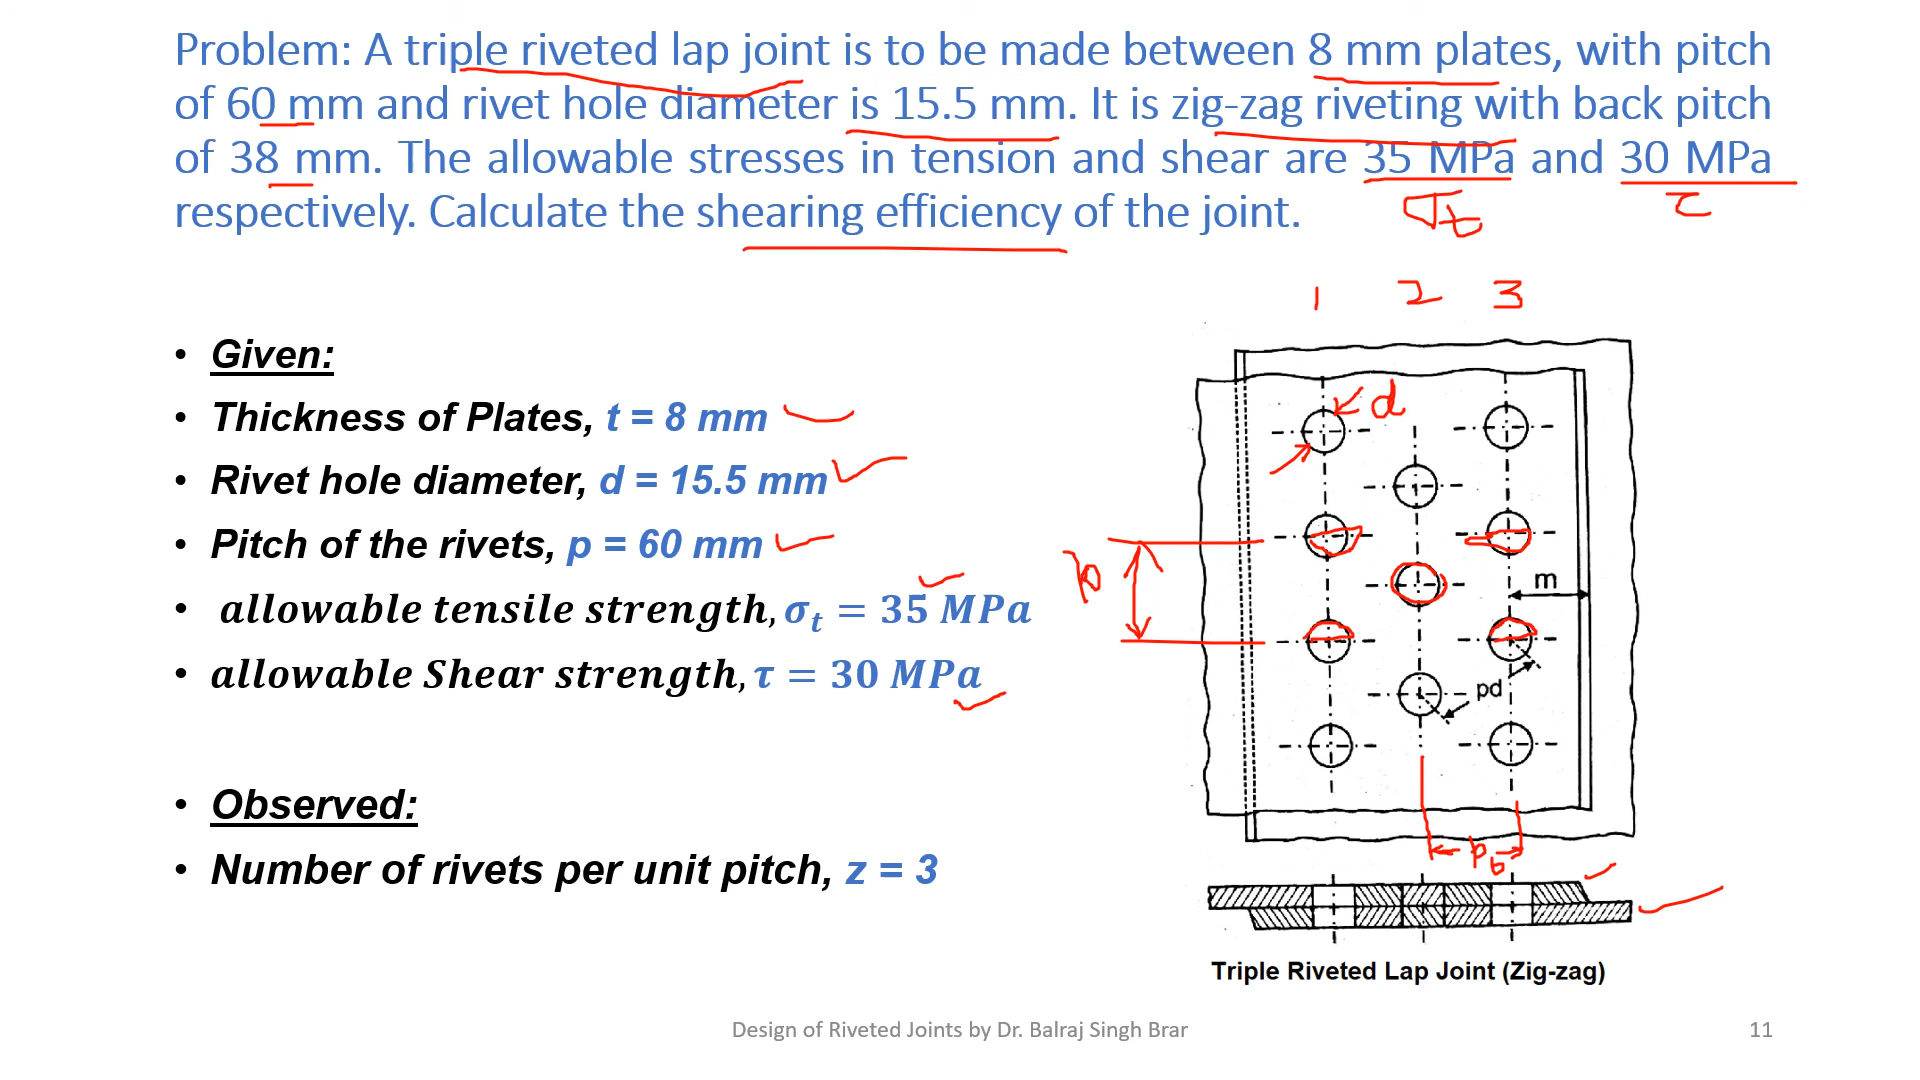 Problem: A triple riveted lap joint is to be made between 8 mm plates, with pitch
of 60 mm and rivet hole diameter is 15.5 mm. It is zig-zag riveting with back pitch
of 38 mm. The allowable stresses in tension and shear are 35 MPa and 30 MPa
respectively. Calculate the shearing efficiency of the joint.
σt τ
1 2 3
• Given:
• Thickness of Plates, t = 8 mm
d
• Rivet hole diameter, d = 15.5 mm
• Pitch of the rivets, p = 60 mm
p
m
• allowable tensile strength, σt = 35 MPa
• allowable Shear strength, τ = 30 MPa
pd
• Observed:
• Number of rivets per unit pitch, z = 3
pb
Triple Riveted Lap Joint (Zig-zag)
Design of Riveted Joints by Dr. Balraj Singh Brar
11